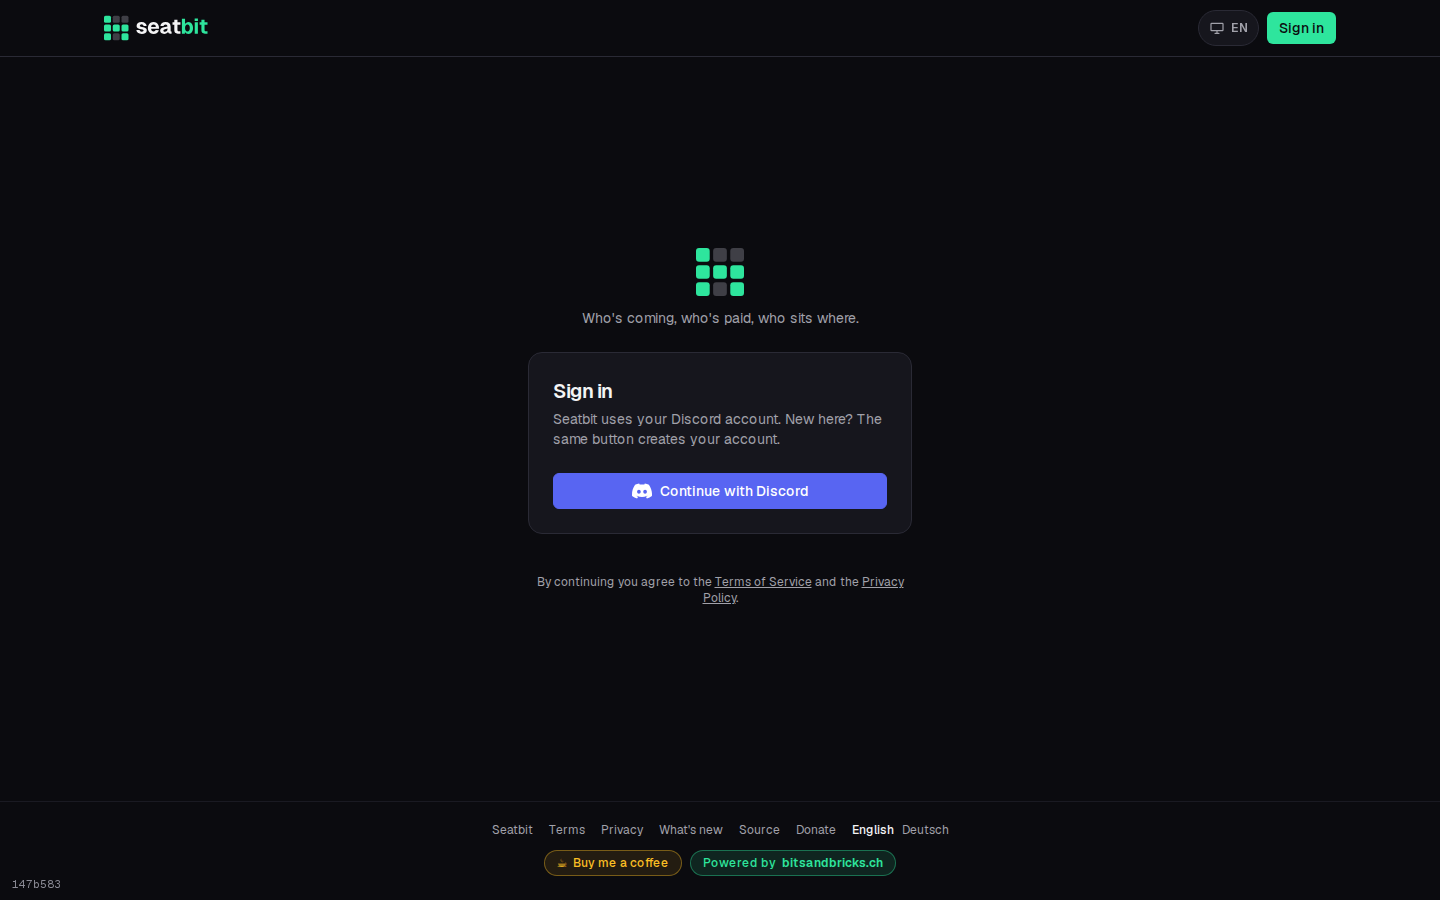 seatbit
EN
Sign in
Who's coming, who's paid, who sits where.
Sign in
Seatbit uses your Discord account. New here? The
same button creates your account.
Continue with Discord
By continuing you agree to the Terms of Service and the Privacy
Policy.
Seatbit Terms Privacy What's new Source Donate English Deutsch
Buy me a coffee
Powered by bitsandbricks.ch
147b583